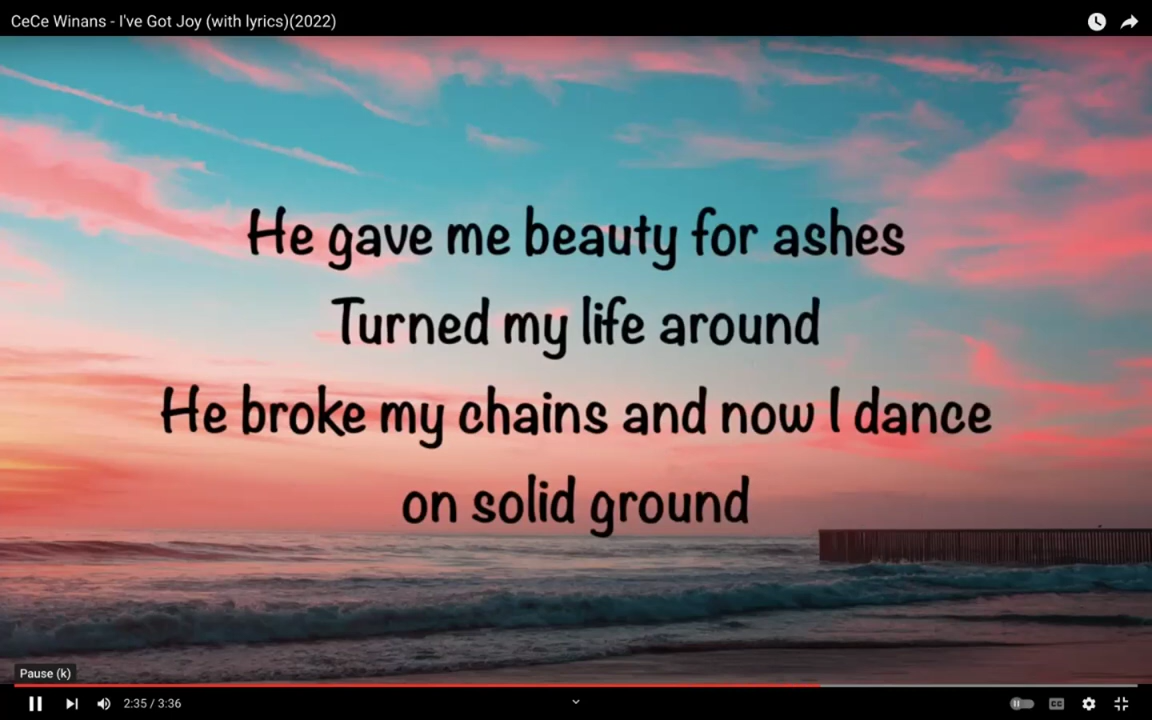 CeCe Winans - I've Got Joy (with lyrics)(2022)
He gave me beauty for ashes
Turned my life around
He broke my chains and now I dance
on solid ground
Pause (k)
2:35 / 3:36
CC